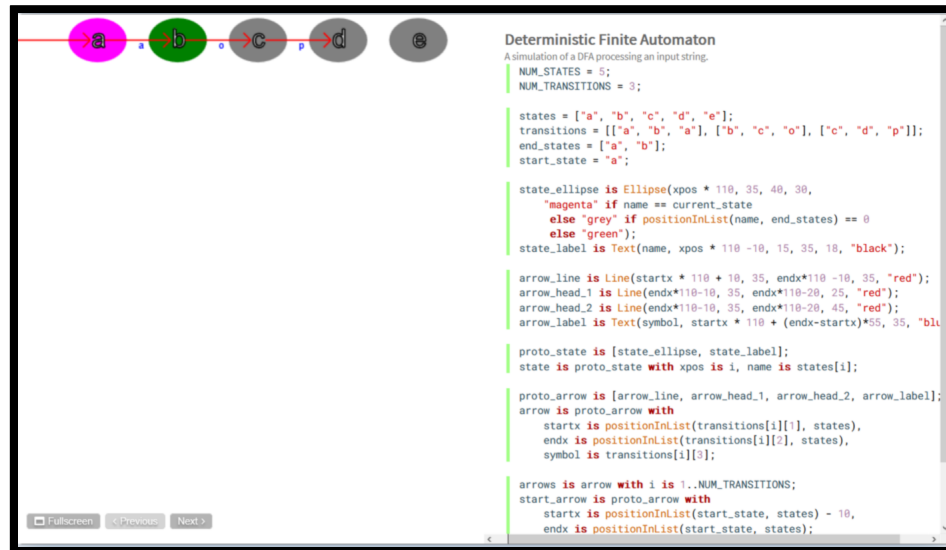 a a b o c p d e
Deterministic Finite Automaton
A simulation of a DFA processing an input string.
NUM_STATES = 5;
NUM_TRANSITIONS = 3;
states = ["a", "b", "c", "d", "e"];
transitions = [["a", "b", "a"], ["b", "c", "o"], ["c", "d", "p"]];
end_states = ["a", "b"];
start_state = "a";
state_ellipse is Ellipse(xpos * 110, 35, 40, 30,
"magenta" if name == current_state
else "grey" if positionInList(name, end_states) == 0
else "green");
state_label is Text(name, xpos * 110 -10, 15, 35, 18, "black");
arrow_line is Line(startx * 110 + 10, 35, endx*110 -10, 35, "red");
arrow_head_1 is Line(endx*110-10, 35, endx*110-20, 25, "red");
arrow_head_2 is Line(endx*110-10, 35, endx*110-20, 45, "red");
arrow_label is Text(symbol, startx * 110 + (endx-startx)*55, 35, "blu
proto_state is [state_ellipse, state_label];
state is proto_state with xpos is i, name is states[i];
proto_arrow is [arrow_line, arrow_head_1, arrow_head_2, arrow_label];
arrow is proto_arrow with
startx is positionInList(transitions[i][1], states),
endx is positionInList(transitions[i][2], states),
symbol is transitions[i][3];
arrows is arrow with i is 1..NUM_TRANSITIONS;
start_arrow is proto_arrow with
startx is positionInList(start_state, states) - 10,
endx is positionInList(start_state, states);
Fullscreen < Previous Next >